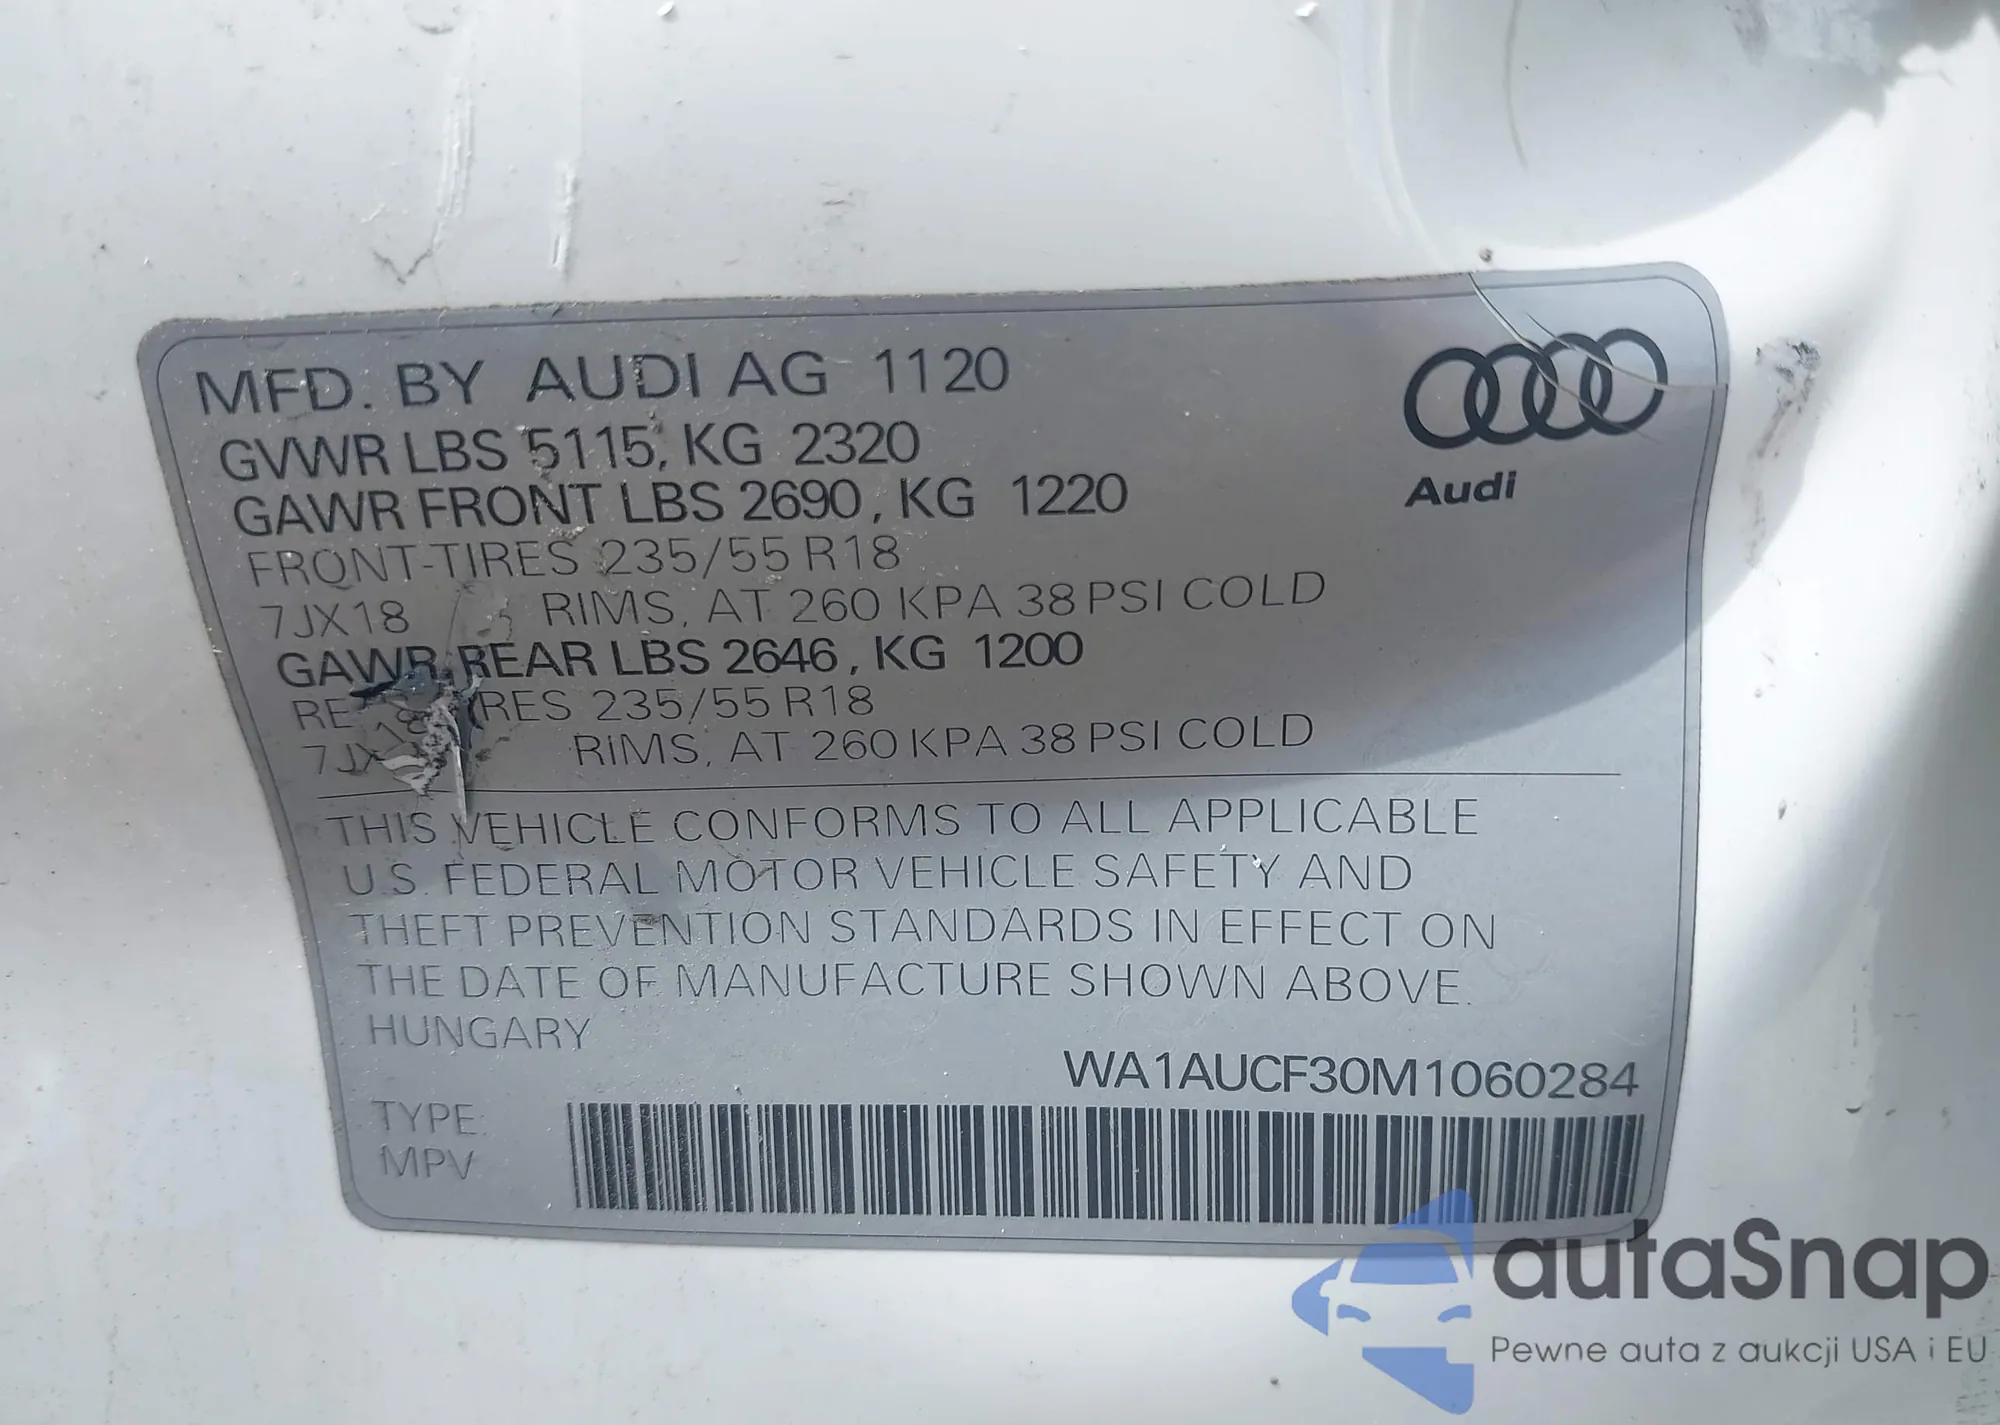 MFD. BY AUDI AG 1120
GVWR LBS 5115, KG 2320
GAWR FRONT LBS 2690, KG 1220
FRONT-TIRES 235/55 R18
7JX18 RIMS, AT 260 KPA 38 PSI COLD
GAWR REAR LBS 2646, KG 1200
235/55 R18
RIMS, AT 260 KPA 38 PSI COLD
THIS VEHICLE CONFORMS TO ALL APPLICABLE
U.S. FEDERAL MOTOR VEHICLE SAFETY AND
THEFT PREVENTION STANDARDS IN EFFECT ON
THE DATE OF MANUFACTURE SHOWN ABOVE.
HUNGARY
WA1AUCF30M1060284
TYPE:
MPV
Audi
autaSnap
Pewne auta z aukcji USA i EU